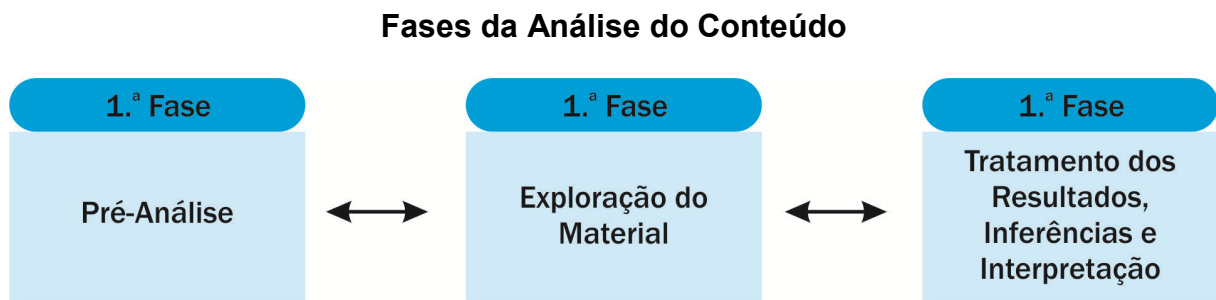 Fases da Análise do Conteúdo
1.ª Fase
Pré-Análise
1.ª Fase
Exploração do
Material
1.ª Fase
Tratamento dos
Resultados,
Inferências e
Interpretação